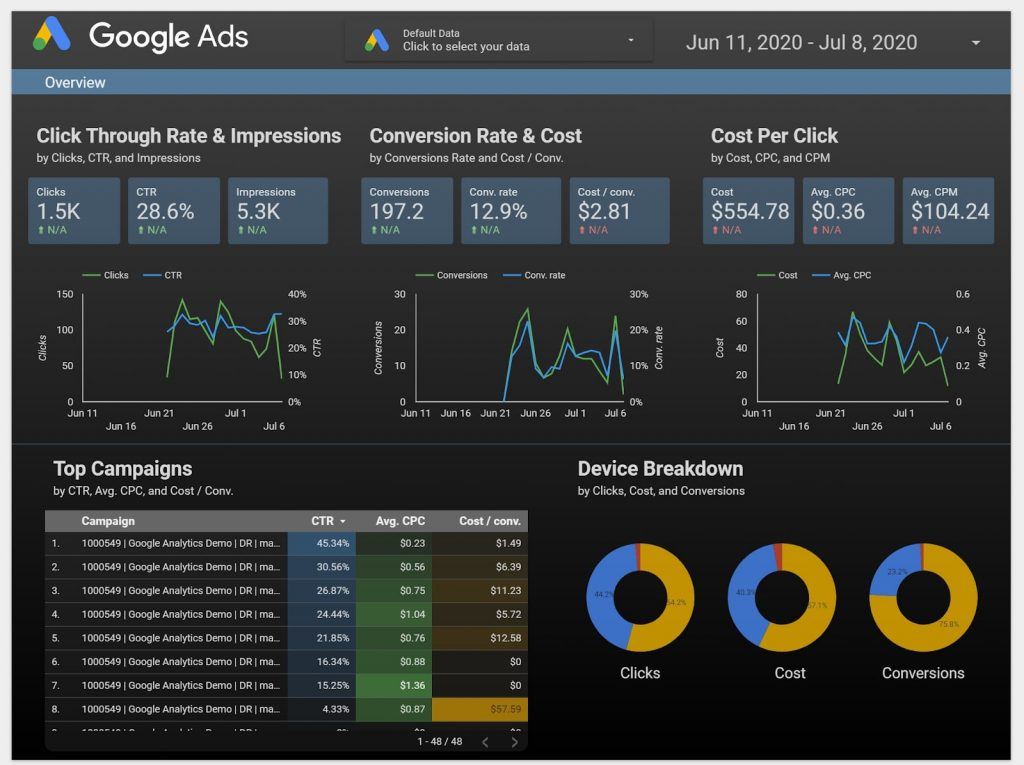 Google Ads
Default Data
Click to select your data
Jun 11, 2020 - Jul 8, 2020
Overview
Click Through Rate & Impressions
by Clicks, CTR, and Impressions
Clicks
1.5K
N/A
CTR
28.6%
N/A
Impressions
5.3K
N/A
Conversion Rate & Cost
by Conversions Rate and Cost / Conv.
Conversions
197.2
N/A
Conv. rate
12.9%
N/A
Cost / conv.
$2.81
N/A
Cost Per Click
by Cost, CPC, and CPM
Cost
$554.78
N/A
Avg. CPC
$0.36
N/A
Avg. CPM
$104.24
N/A
Clicks CTR
150
100
50
0
Clicks
40%
30%
20%
10%
0%
CTR
Jun 11 Jun 21 Jul 1
Jun 16 Jun 26 Jul 6
Conversions Conv. rate
30
20
10
0
Conversions
30%
20%
10%
0%
Conv. rate
Jun 11 Jun 16 Jun 21 Jun 26 Jul 1 Jul 6
Cost Avg. CPC
80
60
40
20
0
Cost
0.6
0.4
0.2
0
Avg. CPC
Jun 11 Jun 21 Jul 1
Jun 16 Jun 26 Jul 6
Top Campaigns
by CTR, Avg. CPC, and Cost / Conv.
Campaign CTR Avg. CPC Cost / conv.
1. 1000549 | Google Analytics Demo | DR | ma... 45.34% $0.23 $1.49
2. 1000549 | Google Analytics Demo | DR | ma... 30.56% $0.56 $6.39
3. 1000549 | Google Analytics Demo | DR | ma... 26.87% $0.75 $11.23
4. 1000549 | Google Analytics Demo | DR | ma... 24.44% $1.04 $5.72
5. 1000549 | Google Analytics Demo | DR | ma... 21.85% $0.76 $12.58
6. 1000549 | Google Analytics Demo | DR | ma... 16.34% $0.88 $0
7. 1000549 | Google Analytics Demo | DR | ma... 15.25% $1.36 $0
8. 1000549 | Google Analytics Demo | DR | ma... 4.33% $0.87 $57.59
1 - 48 / 48
Device Breakdown
by Clicks, Cost, and Conversions
44.2%
54.2%
Clicks
40.3%
57.1%
Cost
23.2%
75.8%
Conversions